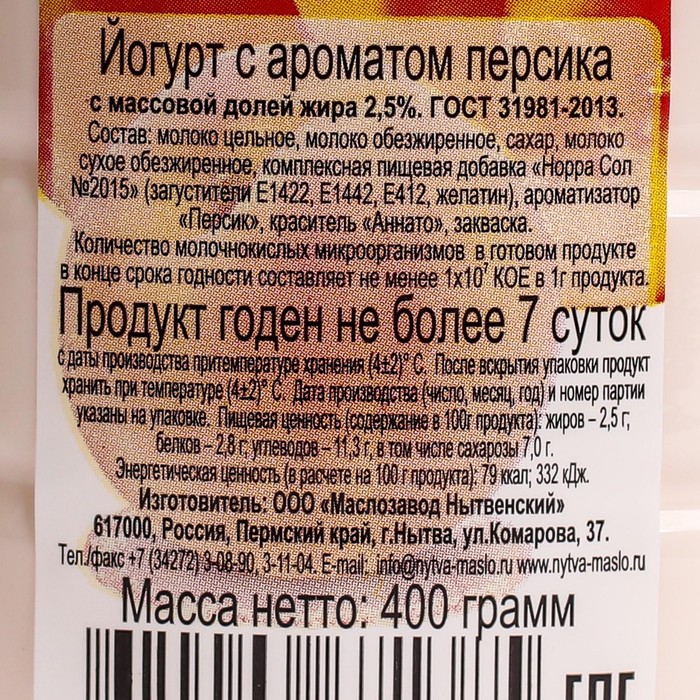 Йогурт с ароматом персика
с массовой долей жира 2,5%. ГОСТ 31981-2013.
Состав: молоко цельное, молоко обезжиренное, сахар, молоко
сухое обезжиренное, комплексная пищевая добавка «Норра Сол
№2015» (загустители Е1422, Е1442, Е412, желатин), ароматизатор
«Персик», краситель «Аннато», закваска.
Количество молочнокислых микроорганизмов в готовом продукте
в конце срока годности составляет не менее 1х10⁷ КОЕ в 1г продукта.
Продукт годен не более 7 суток
с даты производства притемпературе хранения (4±2)° С. После вскрытия упаковки продукт
хранить при температуре (4±2)° С. Дата производства (число, месяц, год) и номер партии
указаны на упаковке. Пищевая ценность (содержание в 100г продукта): жиров – 2,5 г,
белков – 2,8 г, углеводов – 11,3 г, в том числе сахарозы 7,0 г.
Энергетическая ценность (в расчете на 100 г продукта): 79 ккал; 332 кДж.
Изготовитель: ООО «Маслозавод Нытвенский»
617000, Россия, Пермский край, г.Нытва, ул.Комарова, 37.
Тел./факс +7 (34272) 3-08-90, 3-11-04. E-mail: info@nytva-maslo.ru www.nytva-maslo.ru
Масса нетто: 400 грамм